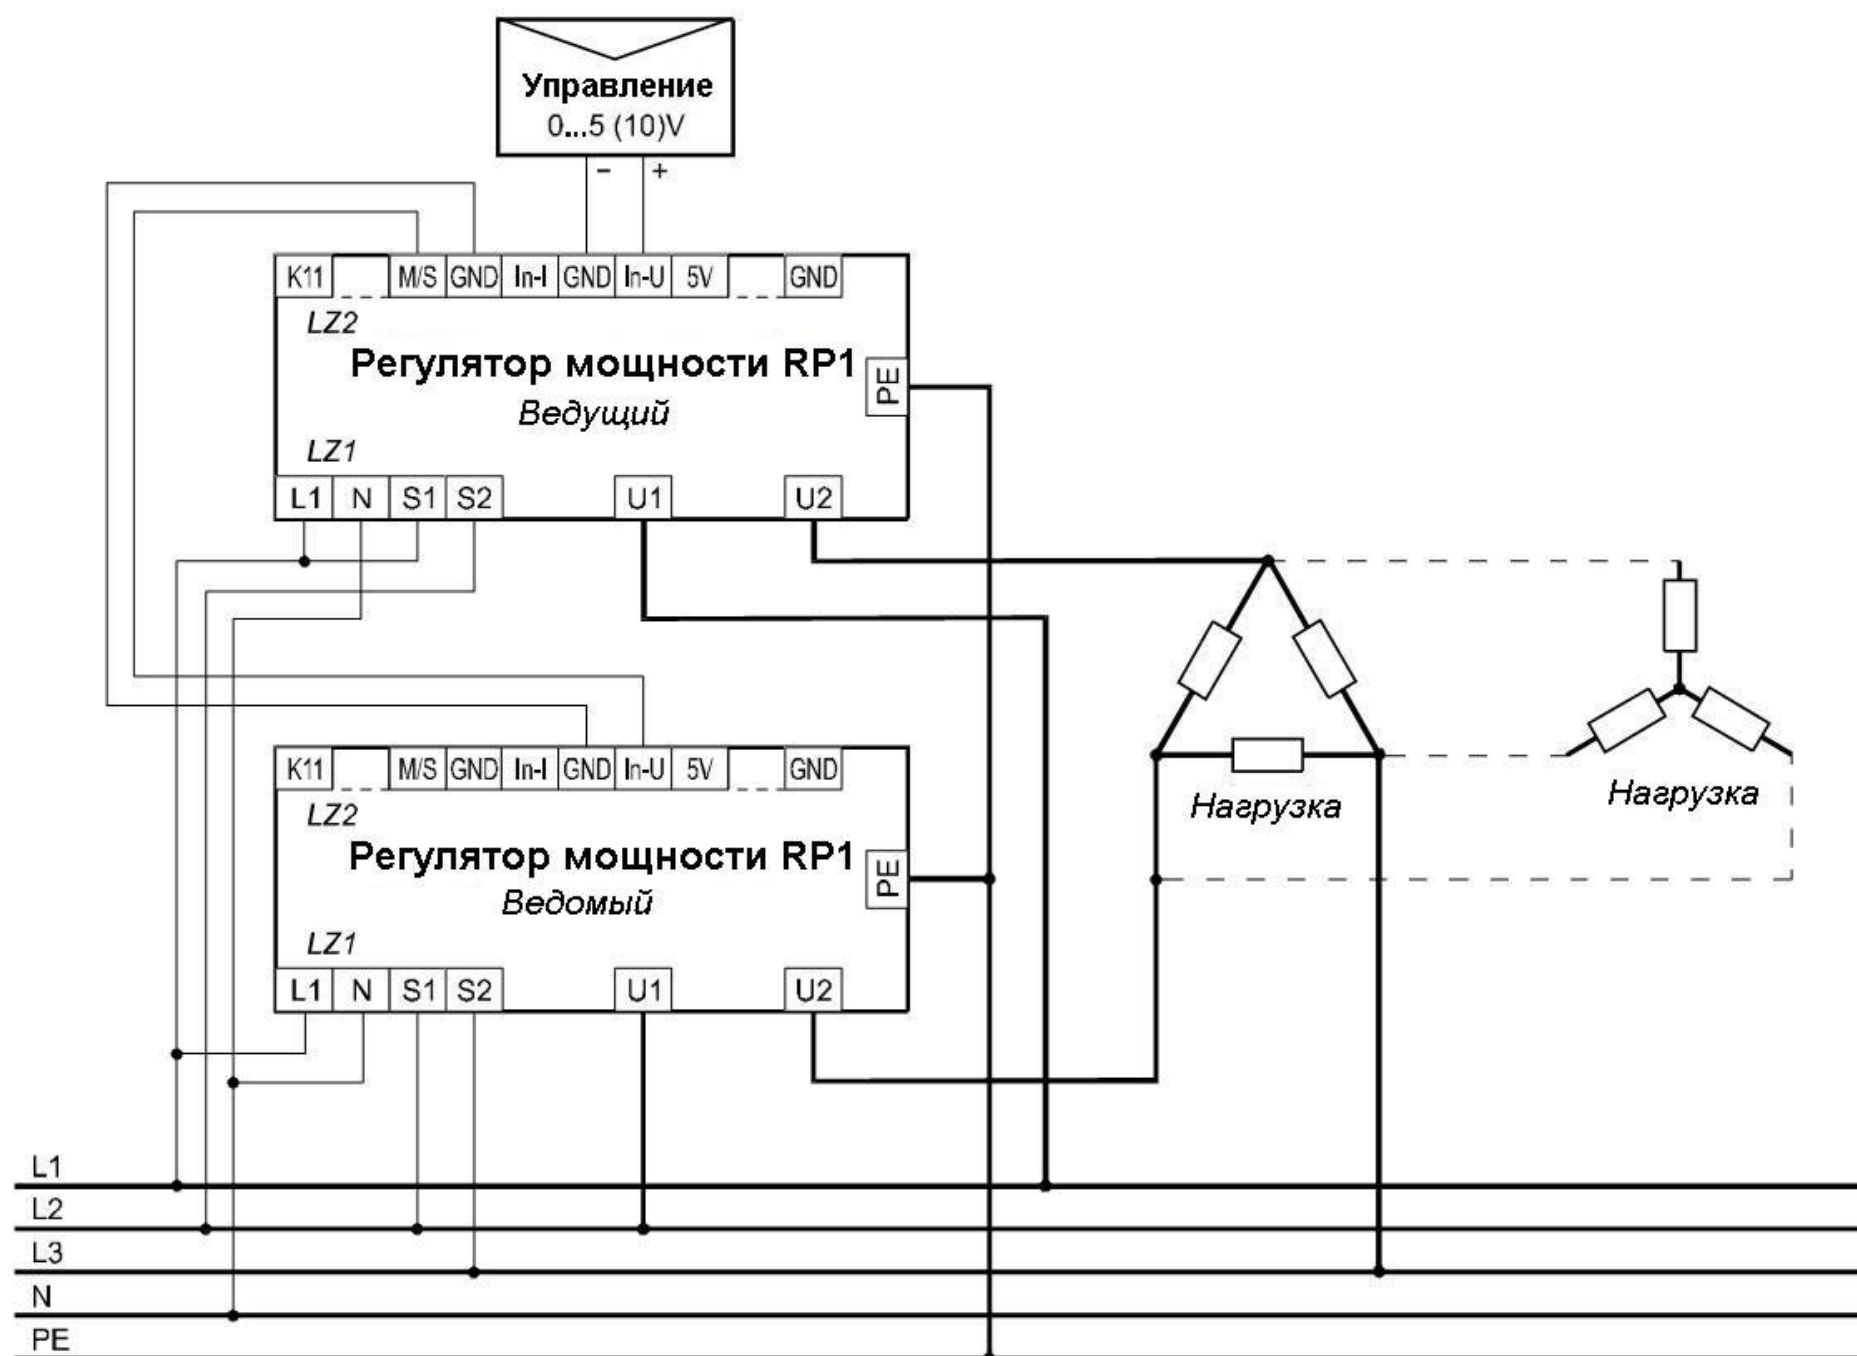 Управление
0...5 (10)V
− +
K11 M/S GND In-I GND In-U 5V GND
LZ2
Регулятор мощности RP1
PE
Ведущий
LZ1
L1 N S1 S2 U1 U2
K11 M/S GND In-I GND In-U 5V GND
LZ2
Регулятор мощности RP1
PE
Ведомый
LZ1
L1 N S1 S2 U1 U2
Нагрузка
Нагрузка
L1
L2
L3
N
PE